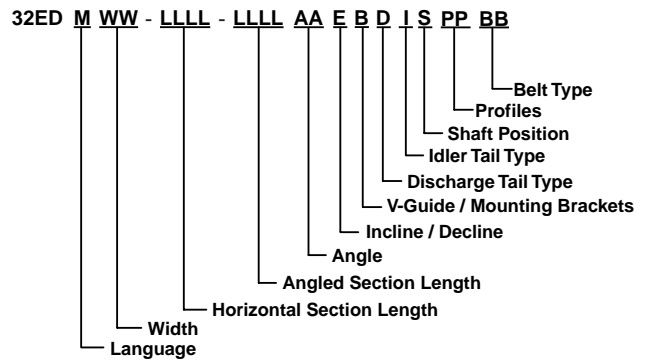 32ED M WW - LLLL - LLLL AA E B D I S PP BB
Belt Type
Profiles
Shaft Position
Idler Tail Type
Discharge Tail Type
V-Guide / Mounting Brackets
Incline / Decline
Angle
Angled Section Length
Horizontal Section Length
Width
Language